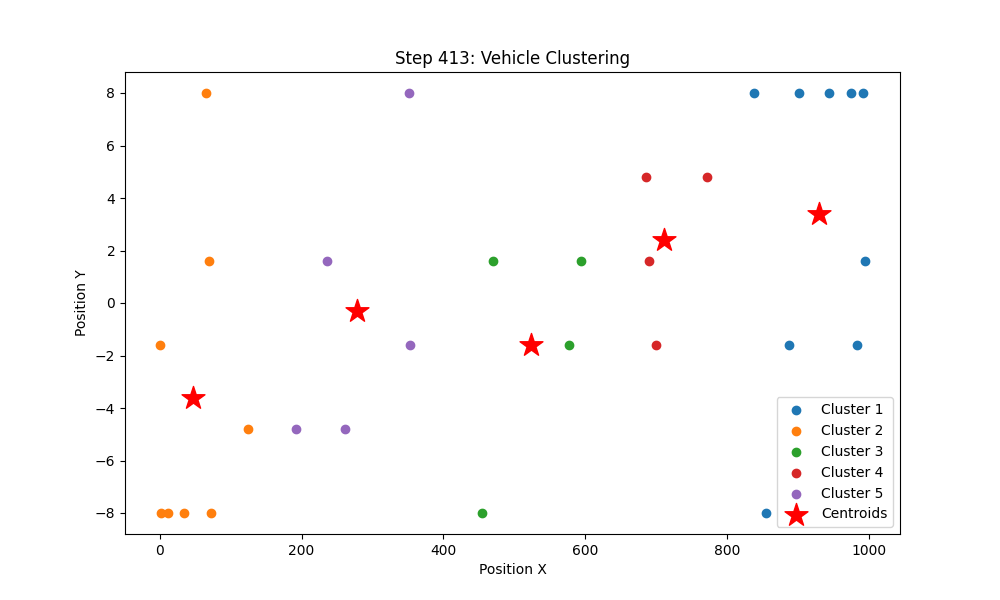 Step 413: Vehicle Clustering
Position Y
8
6
4
2
0
−2
−4
−6
−8
0
200
400
600
800
1000
Position X
Cluster 1
Cluster 2
Cluster 3
Cluster 4
Cluster 5
Centroids